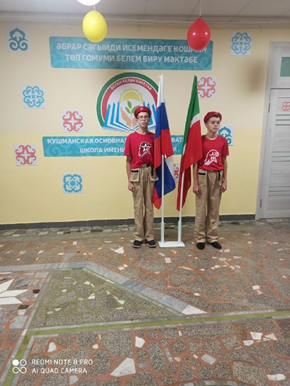 ӘБРАР СӘГЫЙДИ ИСЕМЕНДӘГЕ КОШМАН
ТӨП ГОМУМИ БЕЛЕМ БИРҮ МӘКТӘБЕ
КУШМАНСКАЯ ОСНОВНАЯ
ШКОЛА ИМЕНИ
REDMI NOTE 8 PRO
AI QUAD CAMERA